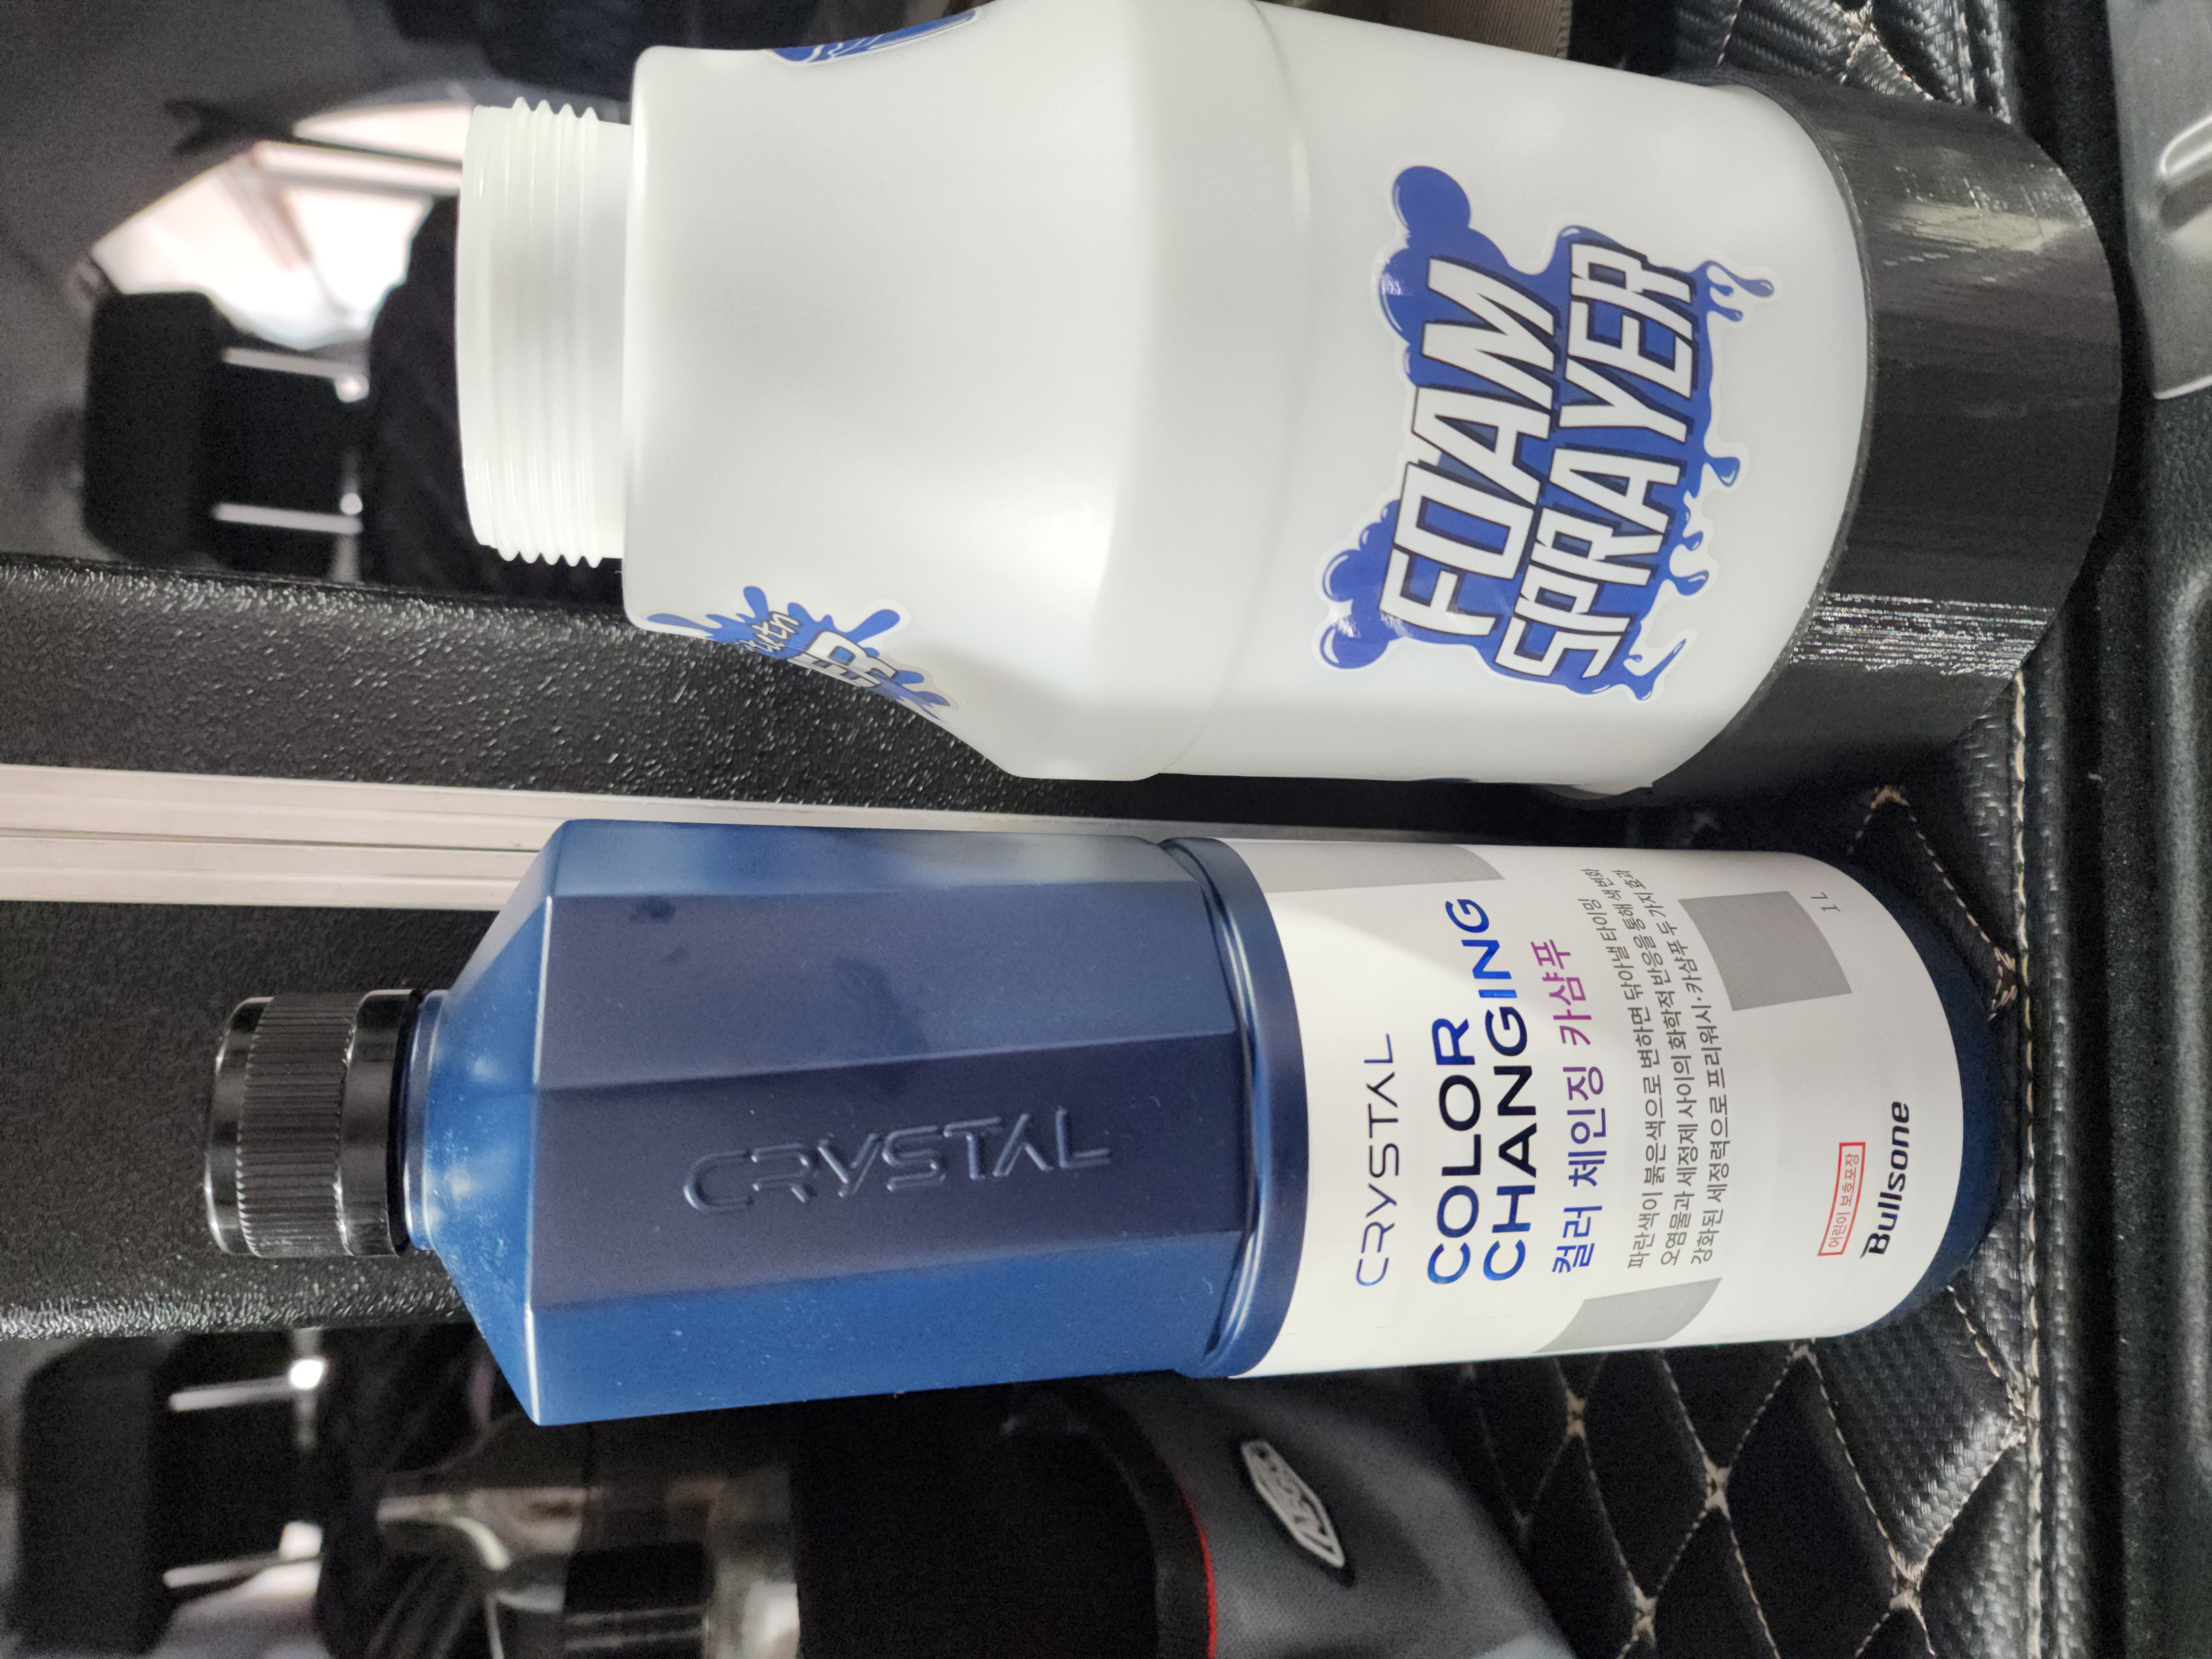 FOAM
SPRAYER
CRYSTAL
CRYSTAL
COLOR
CHANGING
컬러 체인징 카샴푸
파란색이 붉은색으로 변하면 닦아낼 타이밍
오염물과 세정제 사이의 화학적 반응을 통해 색 변화
강화된 세정력으로 프리워시·카샴푸 두 가지 효과
1L
어린이 보호포장
Bullsone